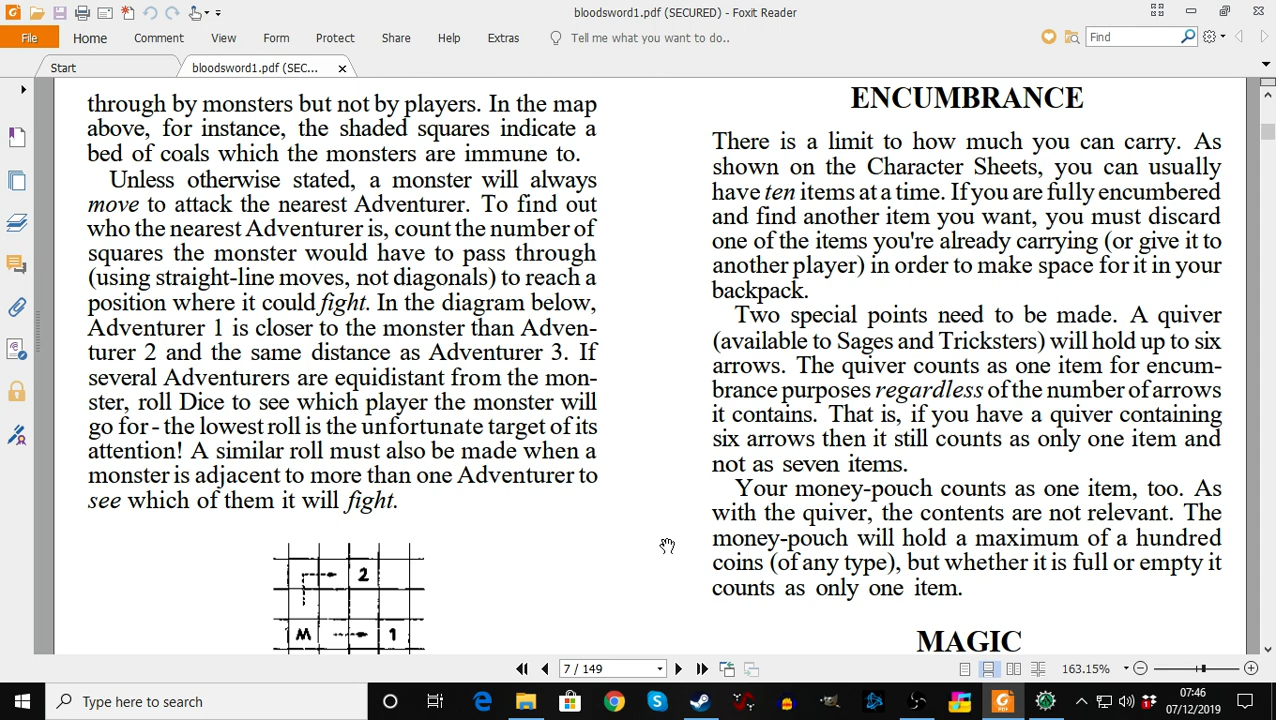 bloodsword1.pdf (SECURED) - Foxit Reader
File
Home
Comment
View
Form
Protect
Share
Help
Extras
Tell me what you want to do..
Find
Start
bloodsword1.pdf (SEC...
through by monsters but not by players. In the map
above, for instance, the shaded squares indicate a
bed of coals which the monsters are immune to.
Unless otherwise stated, a monster will always
move to attack the nearest Adventurer. To find out
who the nearest Adventurer is, count the number of
squares the monster would have to pass through
(using straight-line moves, not diagonals) to reach a
position where it could fight. In the diagram below,
Adventurer 1 is closer to the monster than Adven-
turer 2 and the same distance as Adventurer 3. If
several Adventurers are equidistant from the mon-
ster, roll Dice to see which player the monster will
go for - the lowest roll is the unfortunate target of its
attention! A similar roll must also be made when a
monster is adjacent to more than one Adventurer to
see which of them it will fight.
2
M
1
ENCUMBRANCE
There is a limit to how much you can carry. As
shown on the Character Sheets, you can usually
have ten items at a time. If you are fully encumbered
and find another item you want, you must discard
one of the items you're already carrying (or give it to
another player) in order to make space for it in your
backpack.
Two special points need to be made. A quiver
(available to Sages and Tricksters) will hold up to six
arrows. The quiver counts as one item for encum-
brance purposes regardless of the number of arrows
it contains. That is, if you have a quiver containing
six arrows then it still counts as only one item and
not as seven items.
Your money-pouch counts as one item, too. As
with the quiver, the contents are not relevant. The
money-pouch will hold a maximum of a hundred
coins (of any type), but whether it is full or empty it
counts as only one item.
MAGIC
7 / 149
163.15%
Type here to search
07:46
07/12/2019